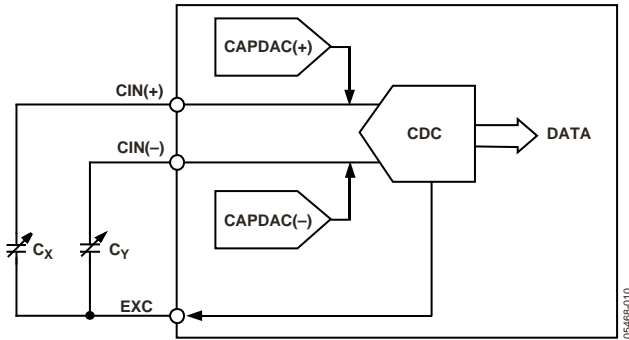 CAPDAC(+)
CIN(+)
CDC
DATA
CIN(–)
CAPDAC(–)
CX
CY
EXC
05468-010